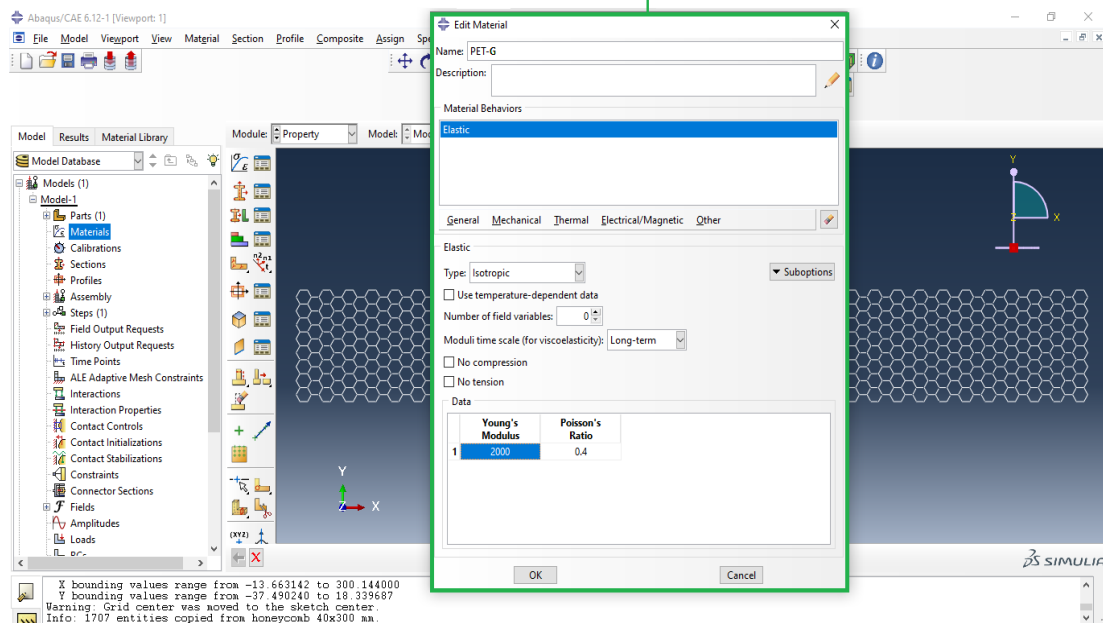 Abaqus/CAE 6.12-1 [Viewport: 1]
File Model Viewport View Material Section Profile Composite Assign Spe
Model Results Material Library
Module: Property Model: Mod
Model Database
Models (1)
Model-1
Parts (1)
Materials
Calibrations
Sections
Profiles
Assembly
Steps (1)
Field Output Requests
History Output Requests
Time Points
ALE Adaptive Mesh Constraints
Interactions
Interaction Properties
Contact Controls
Contact Initializations
Contact Stabilizations
Constraints
Connector Sections
Fields
Amplitudes
Loads
BCs
(XYZ)
Y
X
Z
Y
Z X
Edit Material
Name: PET-G
Description:
Material Behaviors
Elastic
General Mechanical Thermal Electrical/Magnetic Other
Elastic
Type: Isotropic
Suboptions
Use temperature-dependent data
Number of field variables: 0
Moduli time scale (for viscoelasticity): Long-term
No compression
No tension
Data
Young's Poisson's
Modulus Ratio
1 2000 0.4
OK Cancel
SIMULIA
X bounding values range from -13.663142 to 300.144000
Y bounding values range from -37.490240 to 18.339687
Warning: Grid center was moved to the sketch center.
Info: 1707 entities copied from honeycomb 40x300 mm.